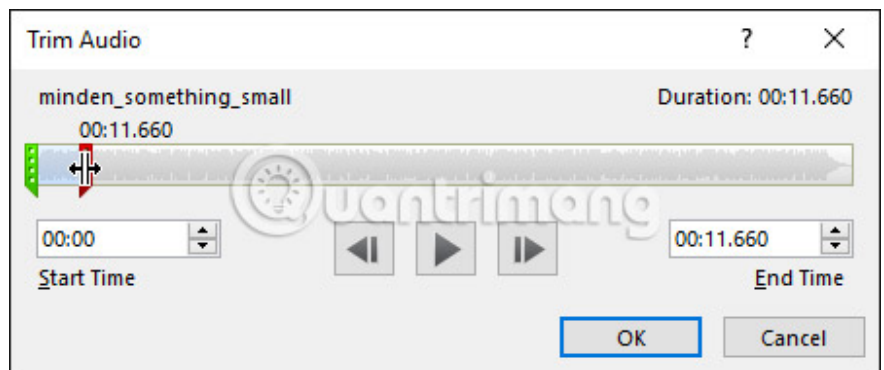 Trim Audio ? X
minden_something_small Duration: 00:11.660
00:11.660
Quantrimang
00:00 00:11.660
Start Time End Time
OK Cancel